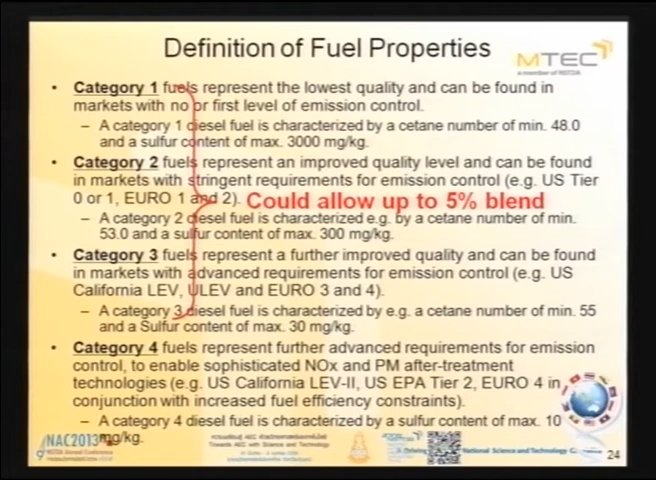 Definition of Fuel Properties
MTEC
a member of NSTDA
• Category 1 fuels represent the lowest quality and can be found in
markets with no or first level of emission control.
– A category 1 diesel fuel is characterized by a cetane number of min. 48.0
and a sulfur content of max. 3000 mg/kg.
• Category 2 fuels represent an improved quality level and can be found
in markets with stringent requirements for emission control (e.g. US Tier
0 or 1, EURO 1 and 2). Could allow up to 5% blend
– A category 2 diesel fuel is characterized e.g. by a cetane number of min.
53.0 and a sulfur content of max. 300 mg/kg.
• Category 3 fuels represent a further improved quality and can be found
in markets with advanced requirements for emission control (e.g. US
California LEV, ULEV and EURO 3 and 4).
– A category 3 diesel fuel is characterized by e.g. a cetane number of min. 55
and a Sulfur content of max. 30 mg/kg.
• Category 4 fuels represent further advanced requirements for emission
control, to enable sophisticated NOx and PM after-treatment
technologies (e.g. US California LEV-II, US EPA Tier 2, EURO 4 in
conjunction with increased fuel efficiency constraints).
– A category 4 diesel fuel is characterized by a sulfur content of max. 10
mg/kg.
NAC2013
NSTDA Annual Conference
Towards AEC with Science and Technology
National Science and Technology
24